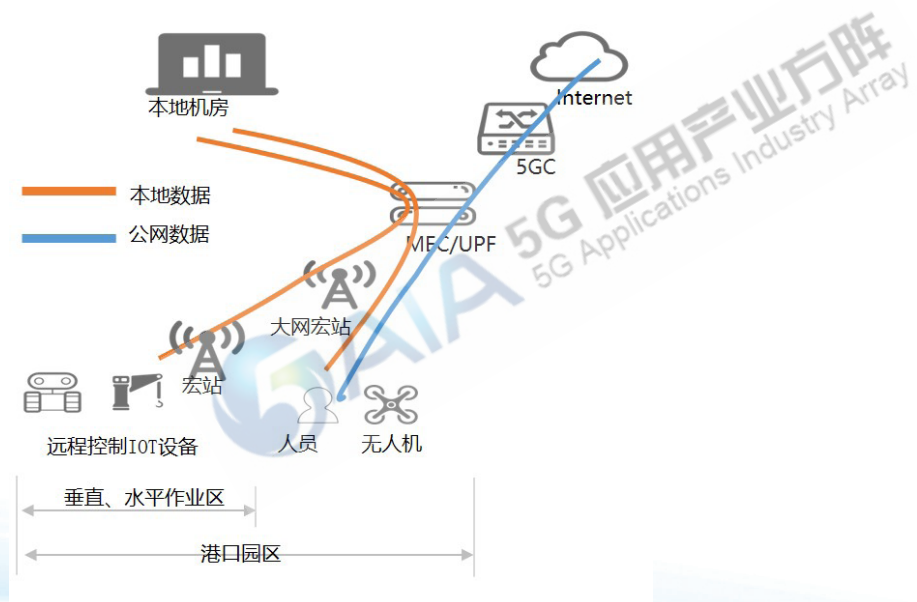 本地机房
Internet
5GC
本地数据
公网数据
MEC/UPF
大网宏站
宏站
远程控制IOT设备
人员
无人机
垂直、水平作业区
港口园区
5G 应用产业方阵
5G Applications Industry Array
5GAIA